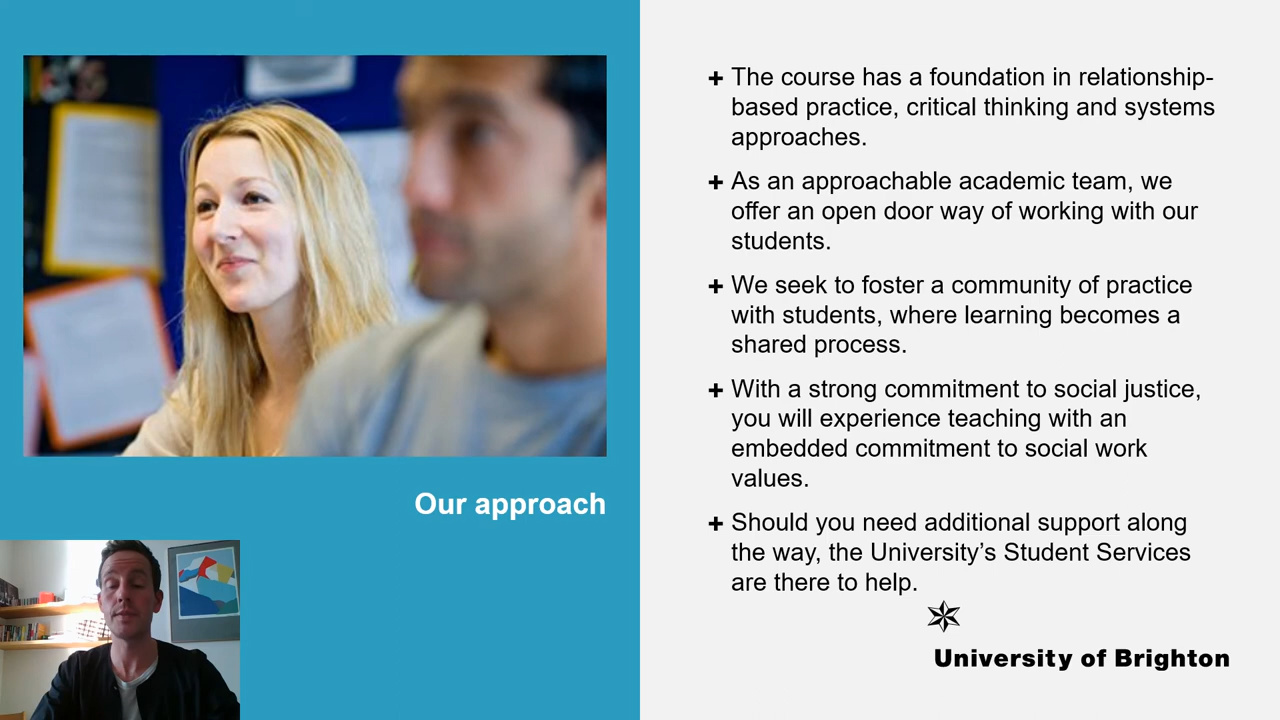 Our approach
+ The course has a foundation in relationship-
based practice, critical thinking and systems
approaches.
+ As an approachable academic team, we
offer an open door way of working with our
students.
+ We seek to foster a community of practice
with students, where learning becomes a
shared process.
+ With a strong commitment to social justice,
you will experience teaching with an
embedded commitment to social work
values.
+ Should you need additional support along
the way, the University’s Student Services
are there to help.
University of Brighton